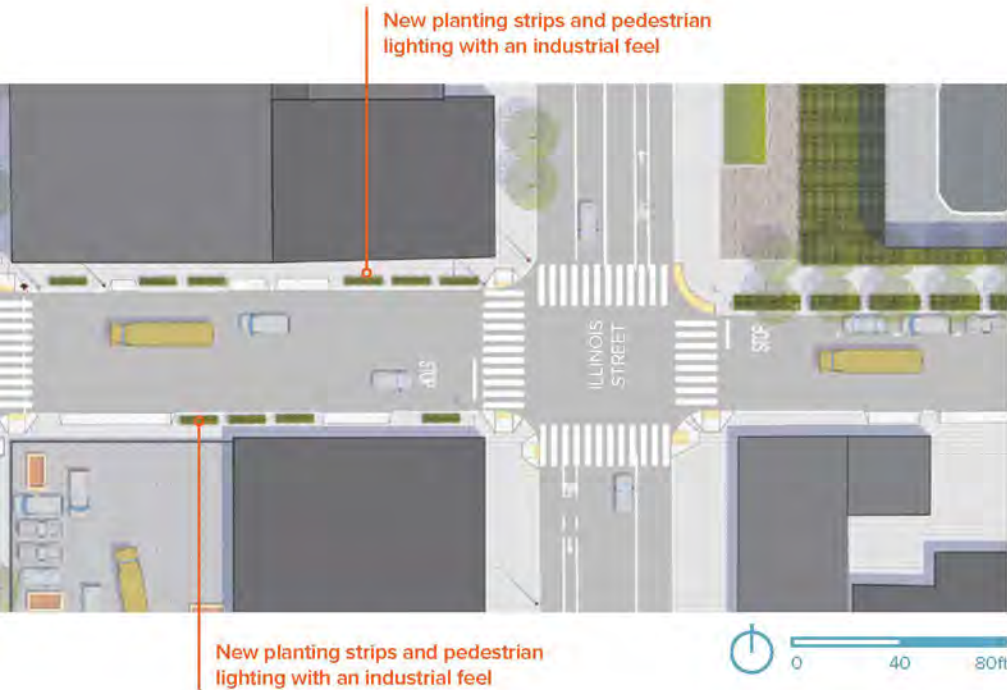 New planting strips and pedestrian
lighting with an industrial feel
ILLINOIS
STREET
STOP
STOP
New planting strips and pedestrian
lighting with an industrial feel
0 40 80ft